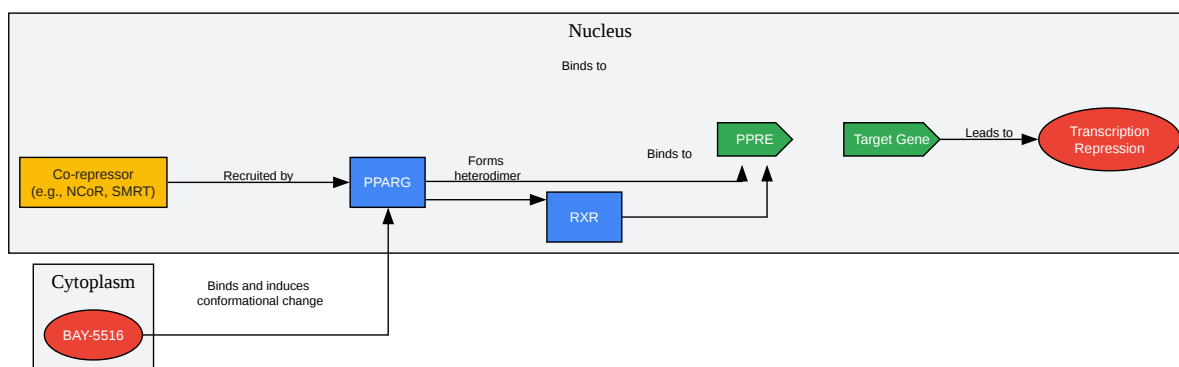 Nucleus
Binds to
PPRE
Target Gene
Leads to
Transcription
Repression
Co-repressor
(e.g., NCoR, SMRT)
Recruited by
PPARG
Forms
heterodimer
Binds to
RXR
Cytoplasm
BAY-5516
Binds and induces
conformational change